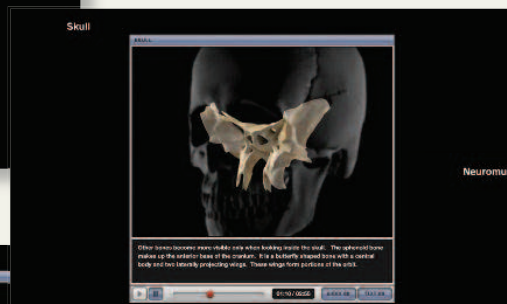 Skull
SKULL
Neuromu
Other bones become more visible only when looking inside the skull. The sphenoid bone
makes up the anterior base of the cranium. It is a butterfly shaped bone with a central
body and two laterally projecting wings. These wings form portions of the orbit.